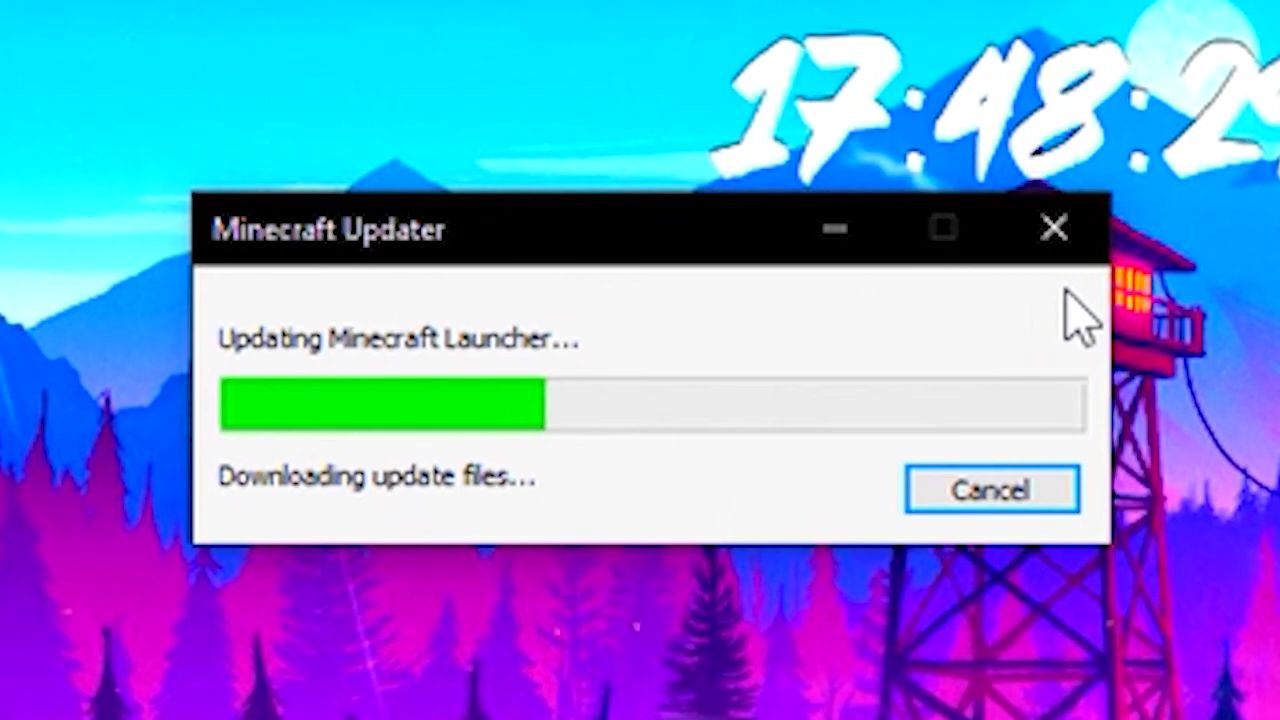 17:48:2
Minecraft Updater
Updating Minecraft Launcher...
Downloading update files...
Cancel